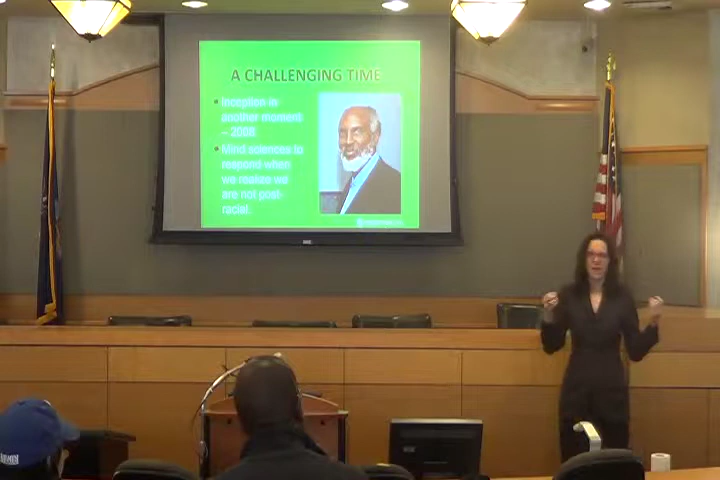 A CHALLENGING TIME
• Inception in
another moment
– 2008
• Mind sciences to
respond when
we realize we
are not post-
racial.